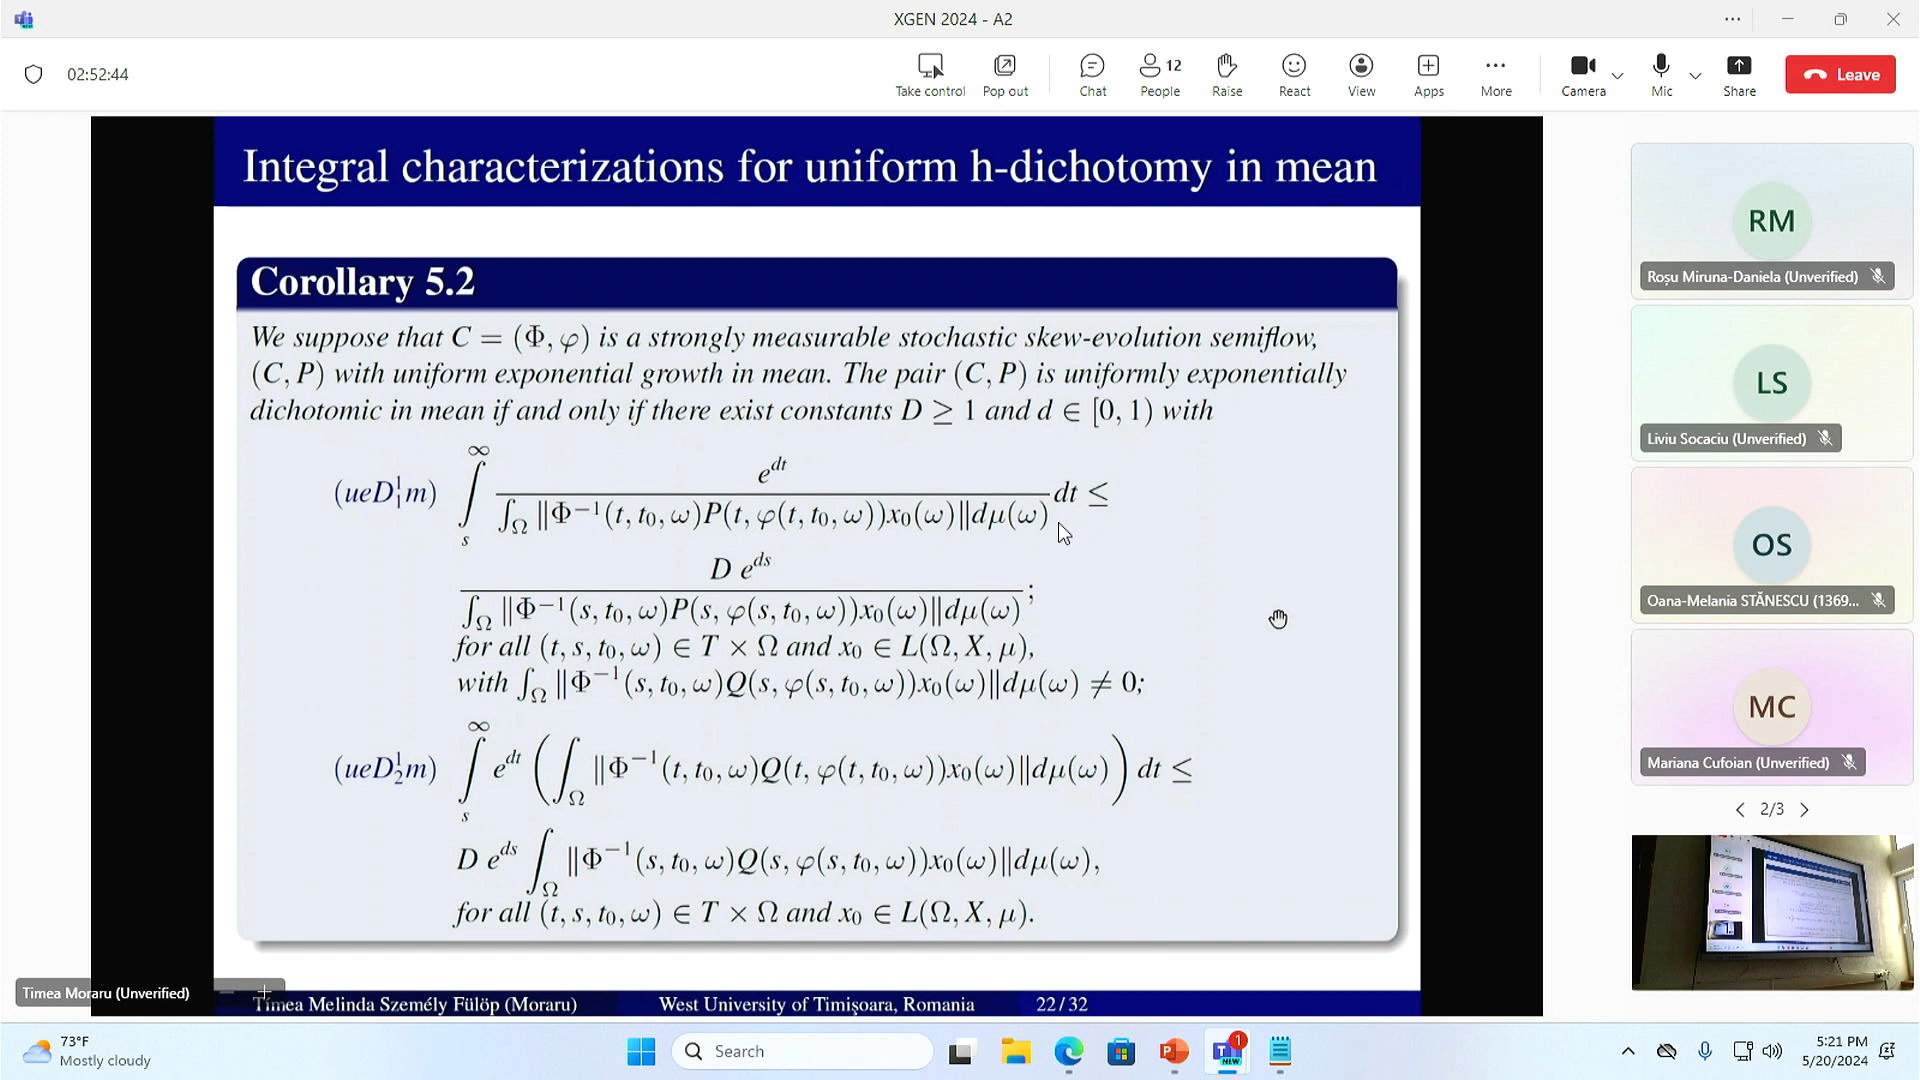 XGEN 2024 - A2
02:52:44
Take control
Pop out
Chat
12
People
Raise
React
View
Apps
More
Camera
Mic
Share
Leave
Integral characterizations for uniform h-dichotomy in mean
Corollary 5.2
We suppose that C = (Φ, φ) is a strongly measurable stochastic skew-evolution semiflow,
(C, P) with uniform exponential growth in mean. The pair (C, P) is uniformly exponentially
dichotomic in mean if and only if there exist constants D ≥ 1 and d ∈ [0, 1) with
(ueD₁¹m) ∫ₛ^∞ e^{dt} / ∫_Ω ‖Φ⁻¹(t, t₀, ω)P(t, φ(t, t₀, ω))x₀(ω)‖dμ(ω) dt ≤
D e^{ds} / ∫_Ω ‖Φ⁻¹(s, t₀, ω)P(s, φ(s, t₀, ω))x₀(ω)‖dμ(ω) ;
for all (t, s, t₀, ω) ∈ T × Ω and x₀ ∈ L(Ω, X, μ),
with ∫_Ω ‖Φ⁻¹(s, t₀, ω)Q(s, φ(s, t₀, ω))x₀(ω)‖dμ(ω) ≠ 0;
(ueD₂¹m) ∫ₛ^∞ e^{dt} ( ∫_Ω ‖Φ⁻¹(t, t₀, ω)Q(t, φ(t, t₀, ω))x₀(ω)‖dμ(ω) ) dt ≤
D e^{ds} ∫_Ω ‖Φ⁻¹(s, t₀, ω)Q(s, φ(s, t₀, ω))x₀(ω)‖dμ(ω),
for all (t, s, t₀, ω) ∈ T × Ω and x₀ ∈ L(Ω, X, μ).
Timea Melinda Személy Fülöp (Moraru)
West University of Timişoara, Romania
22 / 32
Timea Moraru (Unverified)
RM
Roșu Miruna-Daniela (Unverified)
LS
Liviu Socaciu (Unverified)
OS
Oana-Melania STĂNESCU (1369...
MC
Mariana Cufoian (Unverified)
2/3
73°F
Mostly cloudy
Search
1
NEW
5:21 PM
5/20/2024